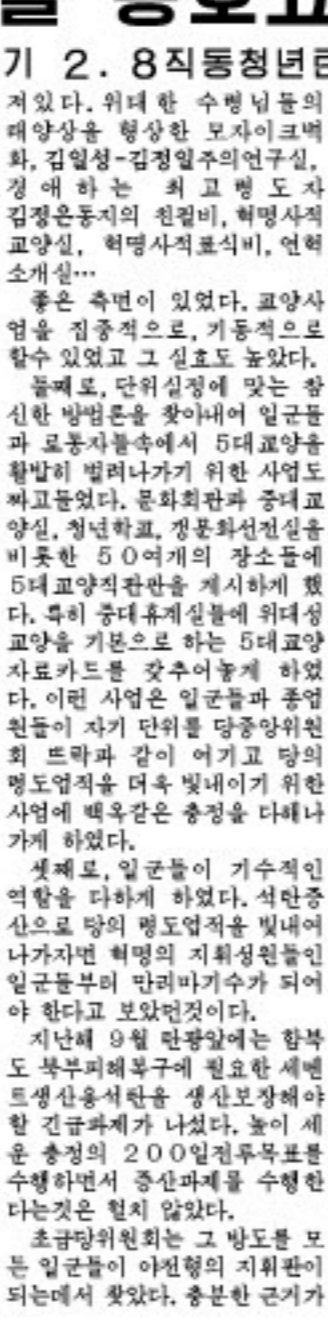 기 2. 8직동청년탄
져있다. 위대한 수령님들의
태양상을 형상한 모자이크벽
화, 김일성-김정일주의연구실,
경애하는 최고령도자
김정은동지의 친필비, 혁명사적
교양실, 혁명사적표식비, 연혁
소개실…
좋은 측면이 있었다. 교양사
업을 집중적으로, 기동적으로
할수 있었고 그 실효도 높았다.
둘째로, 단위실정에 맞는 참
신한 방법론을 찾아내여 일군들
과 로동자들속에서 5대교양을
활발히 벌려나가기 위한 사업도
짜고들었다. 문화회관과 중대교
양실, 청년학교, 갱문화선전실을
비롯한 50여개의 장소들에
5대교양직관판을 게시하게 했
다. 특히 중대휴계실들에 위대성
교양을 기본으로 하는 5대교양
자료카드를 갖추어놓게 하였
다. 이런 사업은 일군들과 종업
원들이 자기 단위를 당중앙위원
회 뜨락과 같이 여기고 당의
령도업적을 더욱 빛내이기 위한
사업에 백옥같은 충정을 다해나
가게 하였다.
셋째로, 일군들이 기수적인
역할을 다하게 하였다. 석탄증
산으로 당의 령도업적을 빛내여
나가자면 혁명의 지휘성원들인
일군들부터 만리마기수가 되여
야 한다고 보았던것이다.
지난해 9월 탄광앞에는 함북
도 북부피해복구에 필요한 세멘
트생산용석탄을 생산보장해야
할 긴급과제가 나섰다. 높이 세
운 충정의 200일전투목표를
수행하면서 증산과제를 수행한
다는것은 헐치 않았다.
초급당위원회는 그 방도를 모
든 일군들이 야전형의 지휘관이
되는데서 찾았다. 충분한 근거가